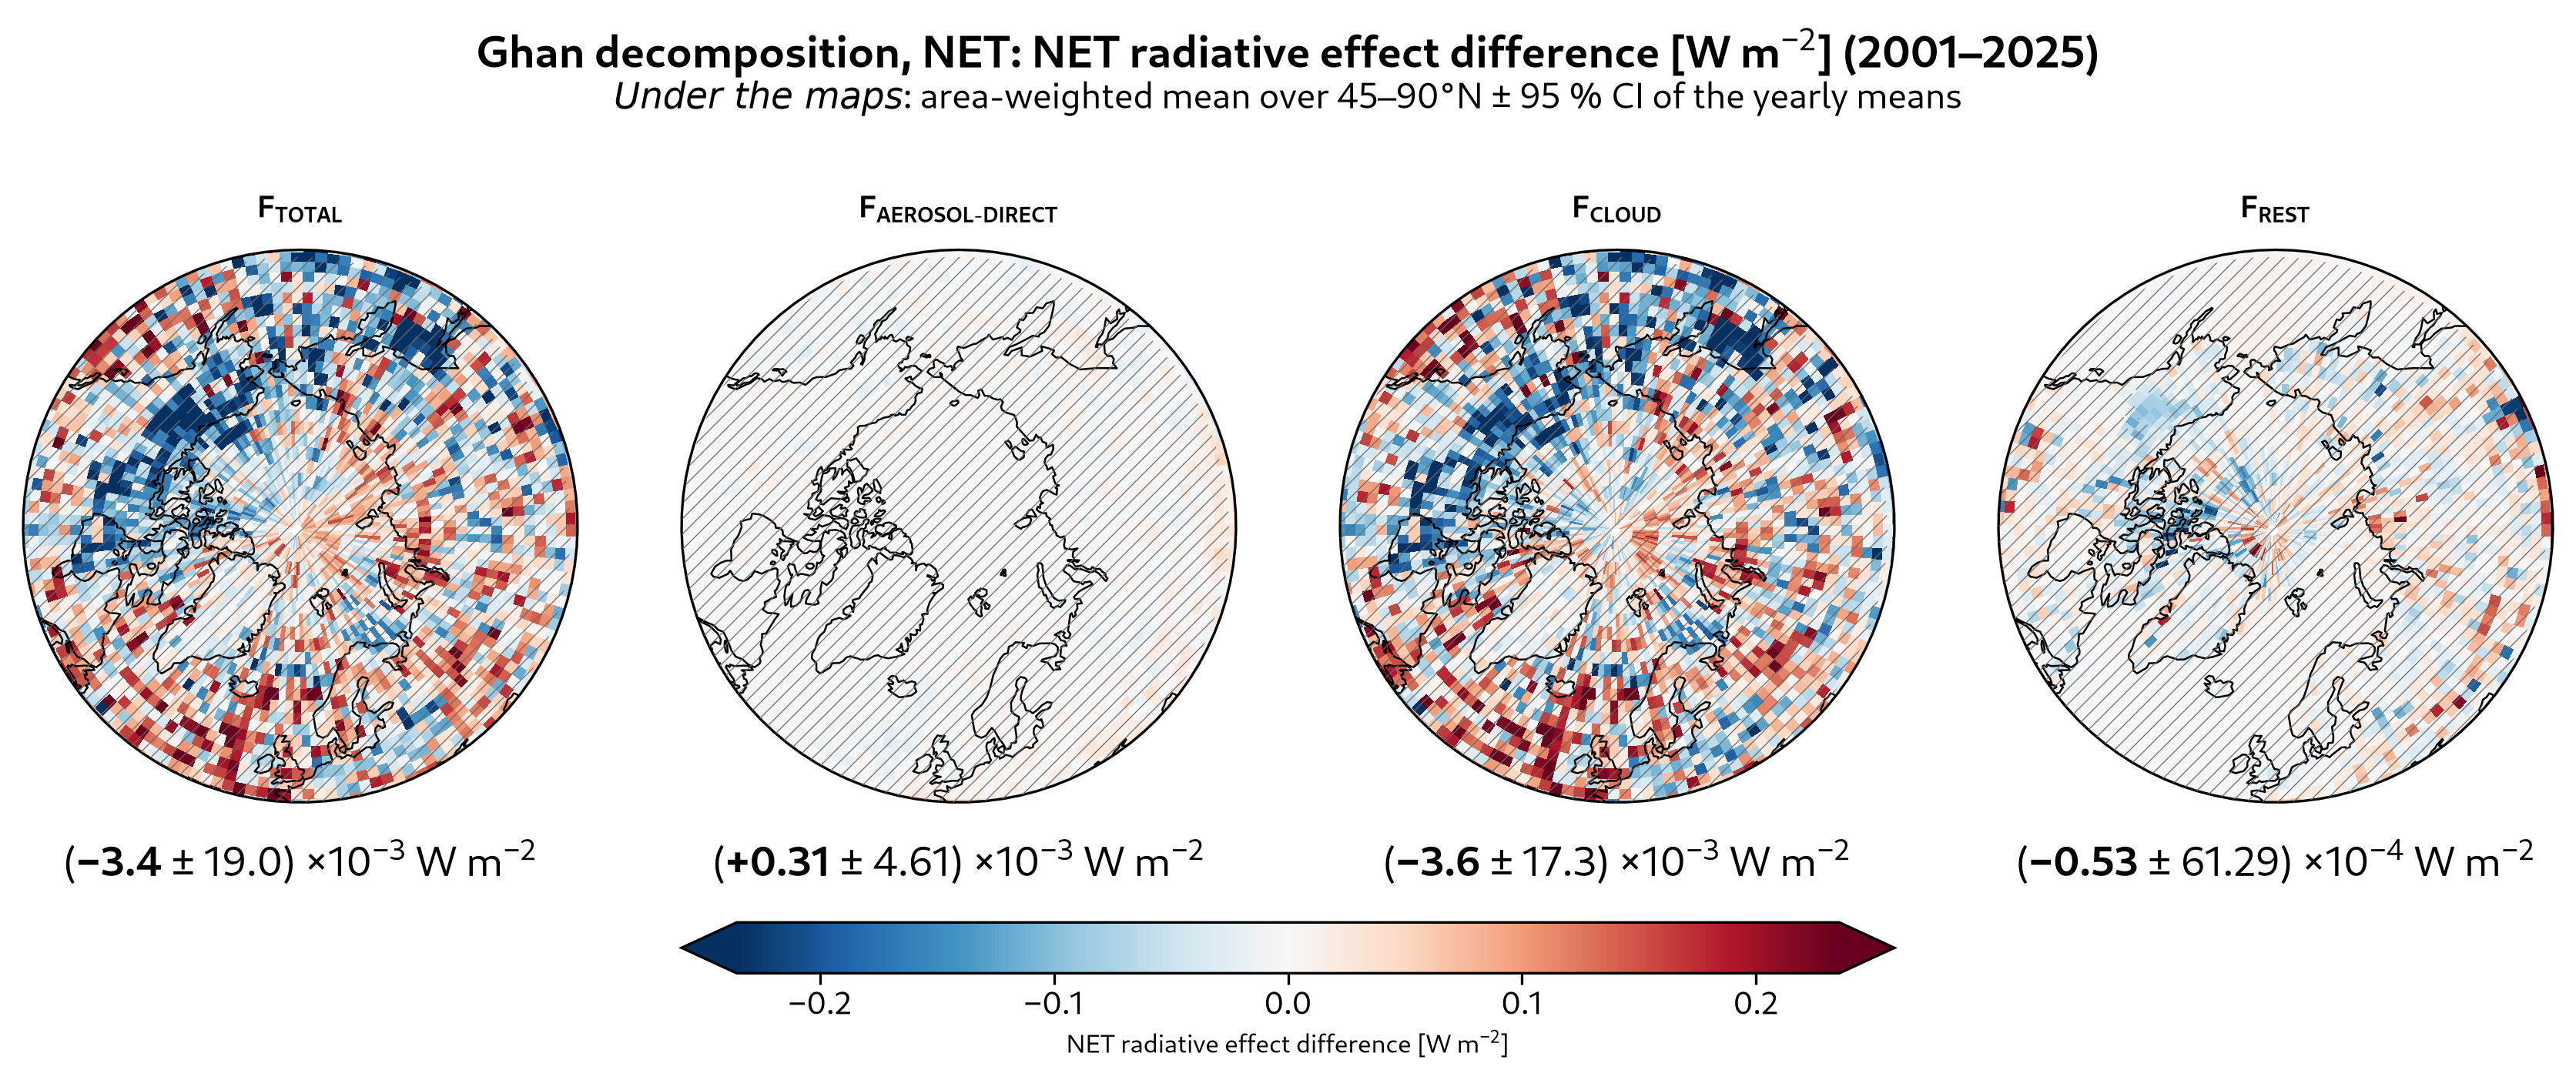 Ghan decomposition, NET: NET radiative effect difference [W m⁻²] (2001–2025)
Under the maps: area-weighted mean over 45–90°N ± 95 % CI of the yearly means
F_TOTAL
F_AEROSOL-DIRECT
F_CLOUD
F_REST
(−3.4 ± 19.0) ×10⁻³ W m⁻²
(+0.31 ± 4.61) ×10⁻³ W m⁻²
(−3.6 ± 17.3) ×10⁻³ W m⁻²
(−0.53 ± 61.29) ×10⁻⁴ W m⁻²
−0.2
−0.1
0.0
0.1
0.2
NET radiative effect difference [W m⁻²]